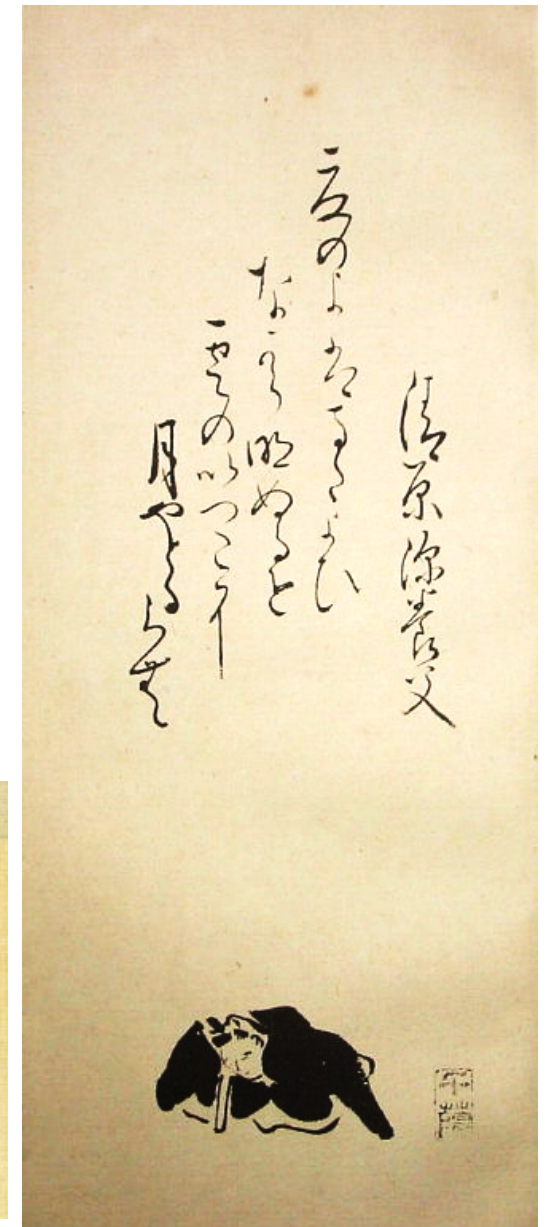 清原深養父
夏のよはまたよひ
なから明ぬるを
雲のいつこに
月やとるらむ